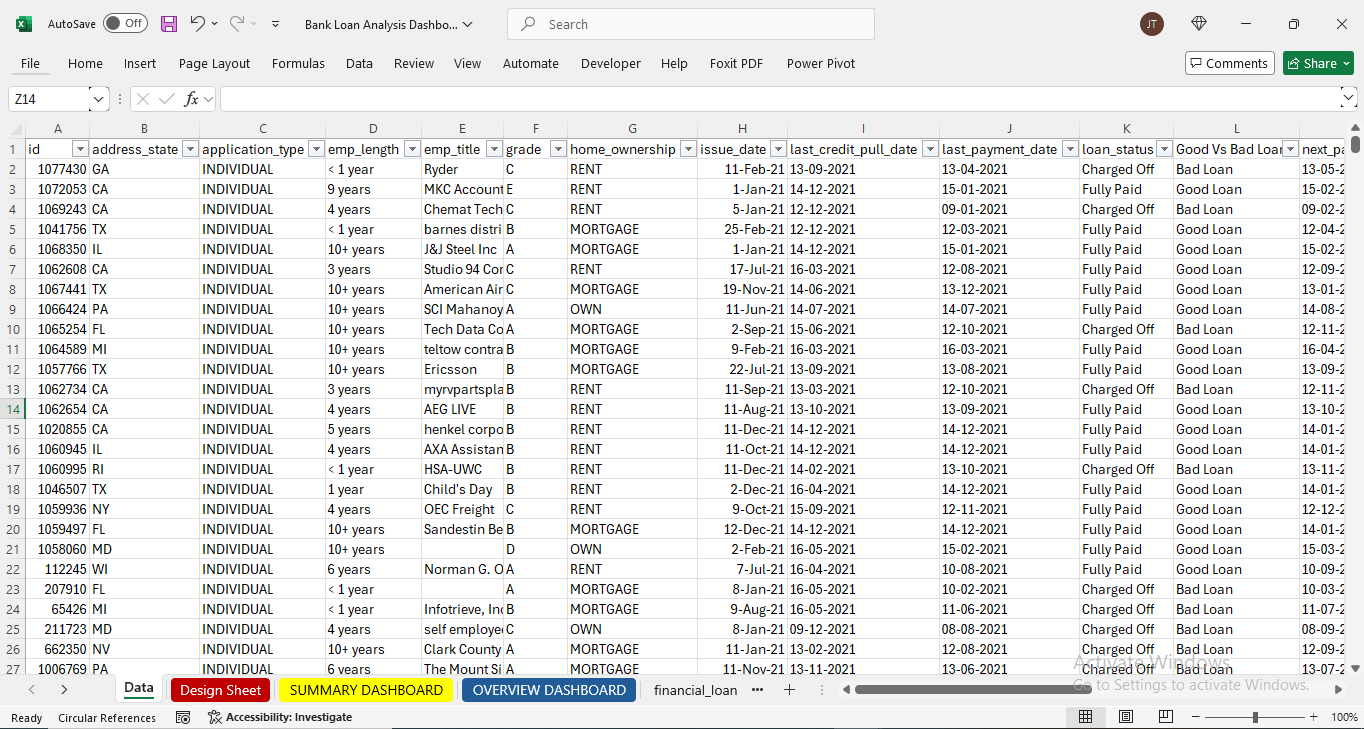 AutoSave Off Bank Loan Analysis Dashbo... Search JT
File Home Insert Page Layout Formulas Data Review View Automate Developer Help Foxit PDF Power Pivot Comments Share
Z14 fx
A B C D E F G H I J K L
1 id address_state application_type emp_length emp_title grade home_ownership issue_date last_credit_pull_date last_payment_date loan_status Good Vs Bad Loan next_pa
2 1077430 GA INDIVIDUAL < 1 year Ryder C RENT 11-Feb-21 13-09-2021 13-04-2021 Charged Off Bad Loan 13-05-2
3 1072053 CA INDIVIDUAL 9 years MKC Account E RENT 1-Jan-21 14-12-2021 15-01-2021 Fully Paid Good Loan 15-02-2
4 1069243 CA INDIVIDUAL 4 years Chemat Tech C RENT 5-Jan-21 12-12-2021 09-01-2021 Charged Off Bad Loan 09-02-2
5 1041756 TX INDIVIDUAL < 1 year barnes distri B MORTGAGE 25-Feb-21 12-12-2021 12-03-2021 Fully Paid Good Loan 12-04-2
6 1068350 IL INDIVIDUAL 10+ years J&J Steel Inc A MORTGAGE 1-Jan-21 14-12-2021 15-01-2021 Fully Paid Good Loan 15-02-2
7 1062608 CA INDIVIDUAL 3 years Studio 94 Cor C RENT 17-Jul-21 16-03-2021 12-08-2021 Fully Paid Good Loan 12-09-2
8 1067441 TX INDIVIDUAL 10+ years American Air C MORTGAGE 19-Nov-21 14-06-2021 13-12-2021 Fully Paid Good Loan 13-01-2
9 1066424 PA INDIVIDUAL 10+ years SCI Mahanoy A OWN 11-Jun-21 14-07-2021 14-07-2021 Fully Paid Good Loan 14-08-2
10 1065254 FL INDIVIDUAL 10+ years Tech Data Co A MORTGAGE 2-Sep-21 15-06-2021 12-10-2021 Charged Off Bad Loan 12-11-2
11 1064589 MI INDIVIDUAL 10+ years teltow contra B MORTGAGE 9-Feb-21 16-03-2021 16-03-2021 Fully Paid Good Loan 16-04-2
12 1057766 TX INDIVIDUAL 10+ years Ericsson B MORTGAGE 22-Jul-21 13-09-2021 13-08-2021 Fully Paid Good Loan 13-09-2
13 1062734 CA INDIVIDUAL 3 years myrvpartspla B RENT 11-Sep-21 13-03-2021 12-10-2021 Charged Off Bad Loan 12-11-2
14 1062654 CA INDIVIDUAL 4 years AEG LIVE B RENT 11-Aug-21 13-10-2021 13-09-2021 Fully Paid Good Loan 13-10-2
15 1020855 CA INDIVIDUAL 5 years henkel corpo B RENT 11-Dec-21 14-12-2021 14-12-2021 Fully Paid Good Loan 14-01-2
16 1060945 IL INDIVIDUAL 4 years AXA Assistan B RENT 11-Oct-21 14-12-2021 14-12-2021 Fully Paid Good Loan 14-01-2
17 1060995 RI INDIVIDUAL < 1 year HSA-UWC B RENT 11-Dec-21 14-02-2021 13-10-2021 Charged Off Bad Loan 13-11-2
18 1046507 TX INDIVIDUAL 1 year Child's Day B RENT 2-Dec-21 16-04-2021 14-12-2021 Fully Paid Good Loan 14-01-2
19 1059936 NY INDIVIDUAL 4 years OEC Freight C RENT 9-Oct-21 15-09-2021 12-11-2021 Fully Paid Good Loan 12-12-2
20 1059497 FL INDIVIDUAL 10+ years Sandestin Be B MORTGAGE 12-Dec-21 14-12-2021 14-12-2021 Fully Paid Good Loan 14-01-2
21 1058060 MD INDIVIDUAL 10+ years D OWN 2-Feb-21 16-05-2021 15-02-2021 Fully Paid Good Loan 15-03-2
22 112245 WI INDIVIDUAL 6 years Norman G. O A RENT 7-Jul-21 16-04-2021 10-08-2021 Fully Paid Good Loan 10-09-2
23 207910 FL INDIVIDUAL < 1 year A MORTGAGE 8-Jan-21 16-05-2021 10-02-2021 Charged Off Bad Loan 10-03-2
24 65426 MI INDIVIDUAL < 1 year Infotrieve, Inc B MORTGAGE 9-Aug-21 16-05-2021 11-06-2021 Charged Off Bad Loan 11-07-2
25 211723 MD INDIVIDUAL 4 years self employe C OWN 8-Jan-21 09-12-2021 08-08-2021 Charged Off Bad Loan 08-09-2
26 662350 NV INDIVIDUAL 10+ years Clark County A MORTGAGE 11-Jan-21 13-02-2021 12-08-2021 Charged Off Bad Loan 12-09-2
27 1006769 PA INDIVIDUAL 6 years The Mount Si A MORTGAGE 11-Nov-21 13-11-2021 13-06-2021 Charged Off Bad Loan 13-07-2
Activate Windows
Go to Settings to activate Windows.
Data Design Sheet SUMMARY DASHBOARD OVERVIEW DASHBOARD financial_loan ...
Ready Circular References Accessibility: Investigate 100%